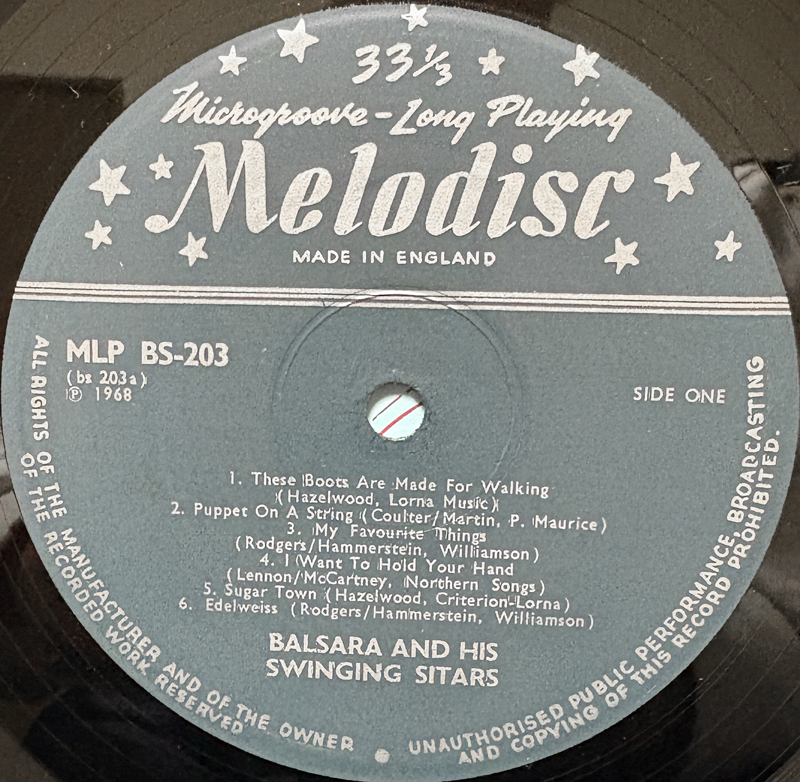 33⅓
Microgroove-Long Playing
Melodisc
MADE IN ENGLAND
MLP BS-203
(bs 203a)
℗ 1968
SIDE ONE
1. These Boots Are Made For Walking
(Hazelwood, Lorna Music)
2. Puppet On A String (Coulter/Martin, P. Maurice)
3. My Favourite Things
(Rodgers/Hammerstein, Williamson)
4. I Want To Hold Your Hand
(Lennon/McCartney, Northern Songs)
5. Sugar Town (Hazelwood, Criterion-Lorna)
6. Edelweiss (Rodgers/Hammerstein, Williamson)
BALSARA AND HIS
SWINGING SITARS
ALL RIGHTS OF THE MANUFACTURER AND OF THE OWNER
OF THE RECORDED WORK RESERVED
UNAUTHORISED PUBLIC PERFORMANCE, BROADCASTING
AND COPYING OF THIS RECORD PROHIBITED.